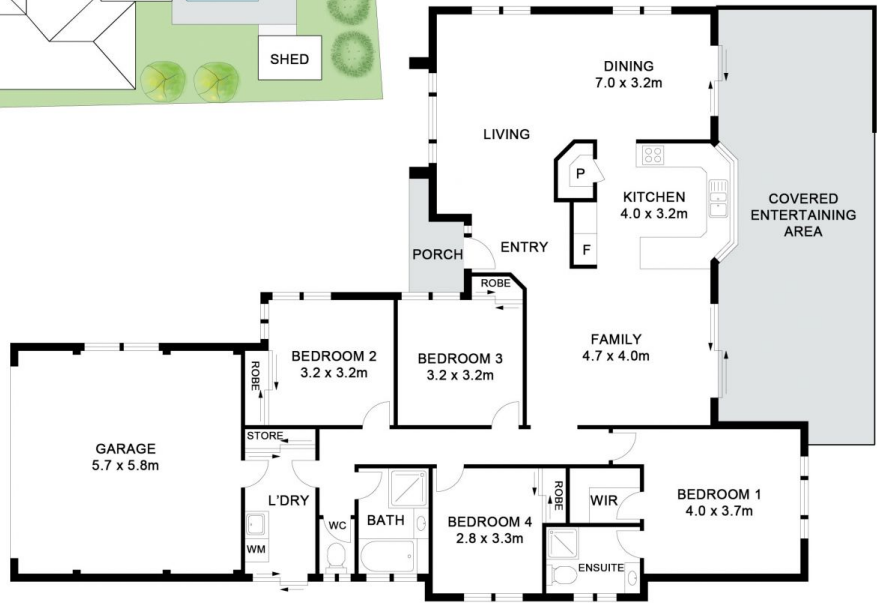 SHED
DINING
7.0 x 3.2m
LIVING
P
KITCHEN
4.0 x 3.2m
COVERED
ENTERTAINING
AREA
PORCH
ENTRY
F
ROBE
FAMILY
4.7 x 4.0m
BEDROOM 2
3.2 x 3.2m
BEDROOM 3
3.2 x 3.2m
ROBE
GARAGE
5.7 x 5.8m
STORE
L'DRY
WM
WC
BATH
BEDROOM 4
2.8 x 3.3m
ROBE
WIR
ENSUITE
BEDROOM 1
4.0 x 3.7m